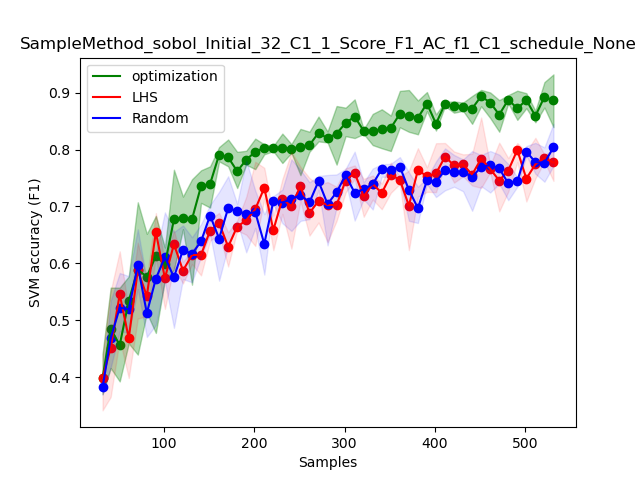 SampleMethod_sobol_Initial_32_C1_1_Score_F1_AC_f1_C1_schedule_None
optimization
LHS
Random
SVM accuracy (F1)
0.9
0.8
0.7
0.6
0.5
0.4
100 200 300 400 500
Samples